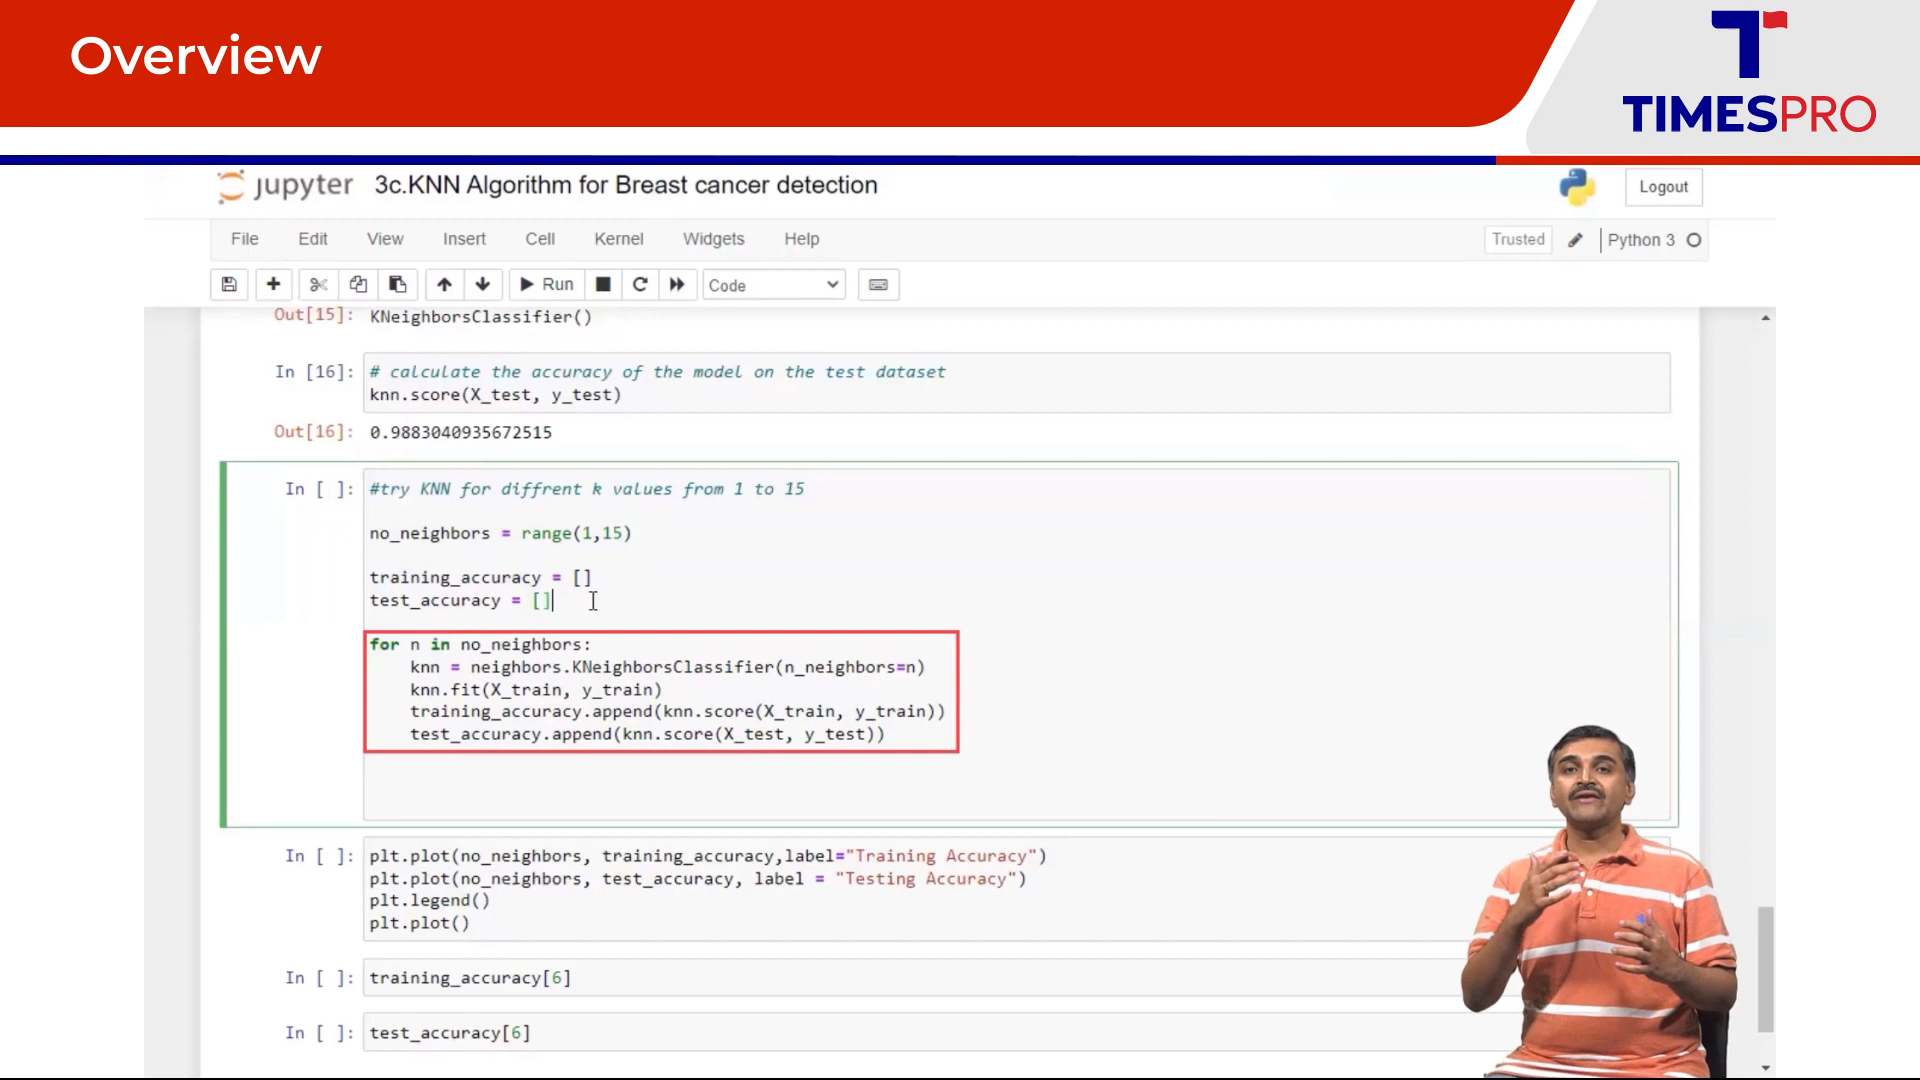 Overview
TIMESPRO
jupyter 3c.KNN Algorithm for Breast cancer detection
Logout
File Edit View Insert Cell Kernel Widgets Help
Trusted Python 3
Run Code
Out[15]: KNeighborsClassifier()
In [16]: # calculate the accuracy of the model on the test dataset
knn.score(X_test, y_test)
Out[16]: 0.9883040935672515
In [ ]: #try KNN for diffrent k values from 1 to 15
no_neighbors = range(1,15)
training_accuracy = []
test_accuracy = []
for n in no_neighbors:
knn = neighbors.KNeighborsClassifier(n_neighbors=n)
knn.fit(X_train, y_train)
training_accuracy.append(knn.score(X_train, y_train))
test_accuracy.append(knn.score(X_test, y_test))
In [ ]: plt.plot(no_neighbors, training_accuracy,label="Training Accuracy")
plt.plot(no_neighbors, test_accuracy, label = "Testing Accuracy")
plt.legend()
plt.plot()
In [ ]: training_accuracy[6]
In [ ]: test_accuracy[6]